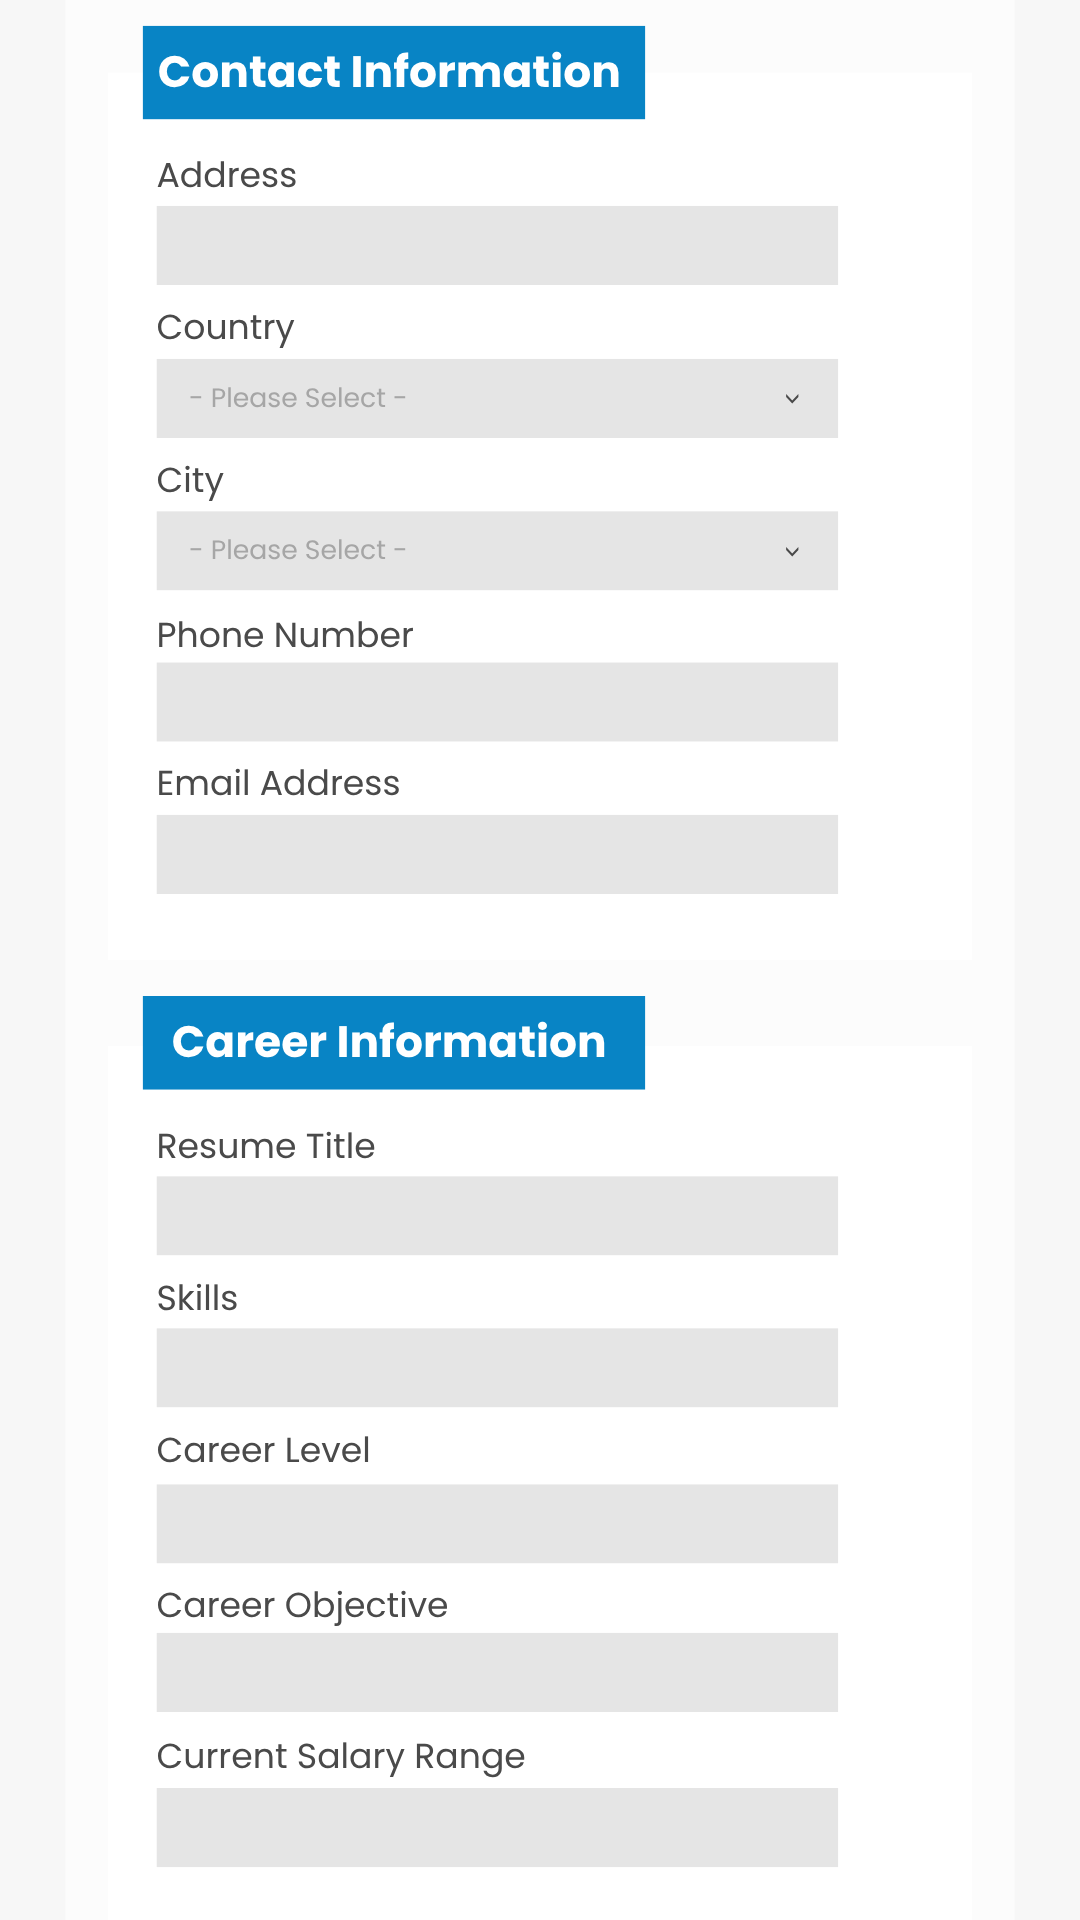 Contact Information
Address
Country
- Please Select -
City
- Please Select -
Phone Number
Email Address
Career Information
Resume Title
Skills
Career Level
Career Objective
Current Salary Range